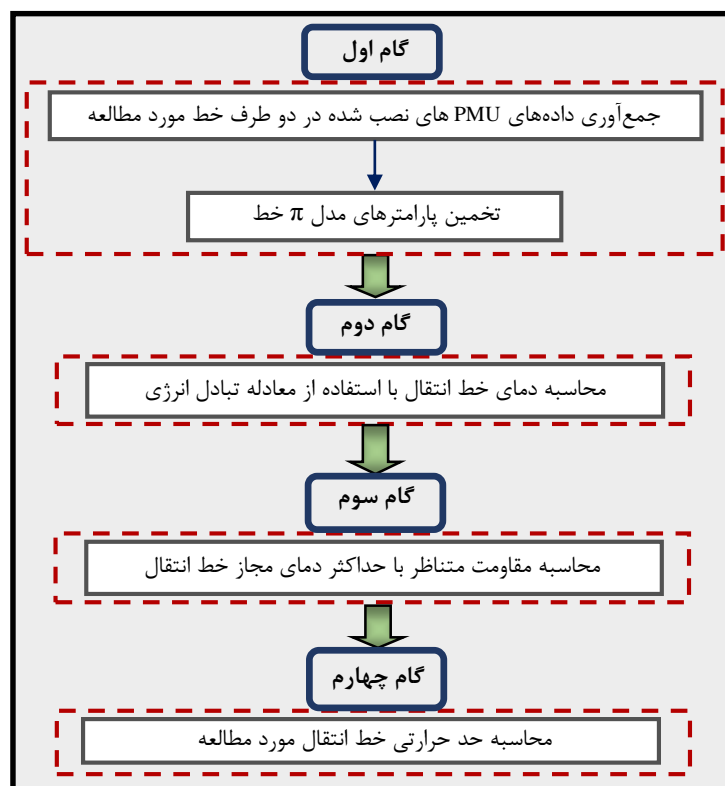 گام اول
جمع‌آوری داده‌های PMU های نصب شده در دو طرف خط مورد مطالعه
تخمین پارامترهای مدل π خط
گام دوم
محاسبه دمای خط انتقال با استفاده از معادله تبادل انرژی
گام سوم
محاسبه مقاومت متناظر با حداکثر دمای مجاز خط انتقال
گام چهارم
محاسبه حد حرارتی خط انتقال مورد مطالعه